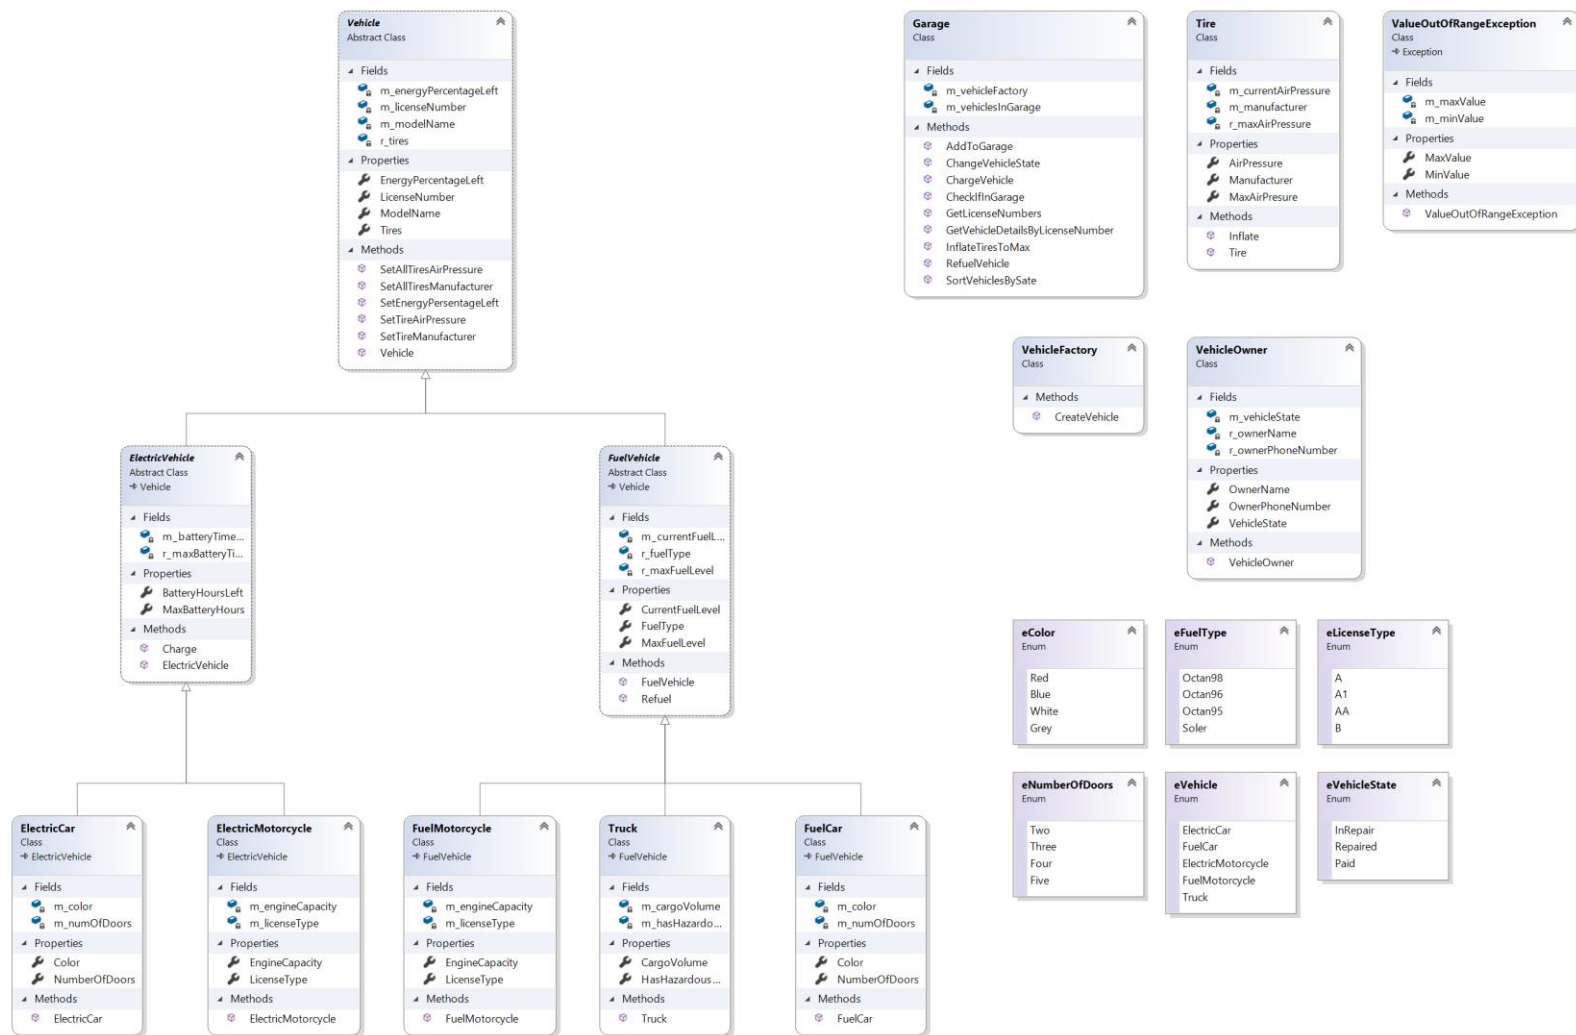 Vehicle
Abstract Class
Fields
m_energyPercentageLeft
m_licenseNumber
m_modelName
r_tires
Properties
EnergyPercentageLeft
LicenseNumber
ModelName
Tires
Methods
SetAllTiresAirPressure
SetAllTiresManufacturer
SetEnergyPersentageLeft
SetTireAirPressure
SetTireManufacturer
Vehicle
Garage
Class
Fields
m_vehicleFactory
m_vehiclesInGarage
Methods
AddToGarage
ChangeVehicleState
ChargeVehicle
CheckIfInGarage
GetLicenseNumbers
GetVehicleDetailsByLicenseNumber
InflateTiresToMax
RefuelVehicle
SortVehiclesBySate
Tire
Class
Fields
m_currentAirPressure
m_manufacturer
r_maxAirPressure
Properties
AirPressure
Manufacturer
MaxAirPresure
Methods
Inflate
Tire
ValueOutOfRangeException
Class
Exception
Fields
m_maxValue
m_minValue
Properties
MaxValue
MinValue
Methods
ValueOutOfRangeException
VehicleFactory
Class
Methods
CreateVehicle
VehicleOwner
Class
Fields
m_vehicleState
r_ownerName
r_ownerPhoneNumber
Properties
OwnerName
OwnerPhoneNumber
VehicleState
Methods
VehicleOwner
ElectricVehicle
Abstract Class
Vehicle
Fields
m_batteryTime...
r_maxBatteryTi...
Properties
BatteryHoursLeft
MaxBatteryHours
Methods
Charge
ElectricVehicle
FuelVehicle
Abstract Class
Vehicle
Fields
m_currentFuelL...
r_fuelType
r_maxFuelLevel
Properties
CurrentFuelLevel
FuelType
MaxFuelLevel
Methods
FuelVehicle
Refuel
eColor
Enum
Red
Blue
White
Grey
eFuelType
Enum
Octan98
Octan96
Octan95
Soler
eLicenseType
Enum
A
A1
AA
B
eNumberOfDoors
Enum
Two
Three
Four
Five
eVehicle
Enum
ElectricCar
FuelCar
ElectricMotorcycle
FuelMotorcycle
Truck
eVehicleState
Enum
InRepair
Repaired
Paid
ElectricCar
Class
ElectricVehicle
Fields
m_color
m_numOfDoors
Properties
Color
NumberOfDoors
Methods
ElectricCar
ElectricMotorcycle
Class
ElectricVehicle
Fields
m_engineCapacity
m_licenseType
Properties
EngineCapacity
LicenseType
Methods
ElectricMotorcycle
FuelMotorcycle
Class
FuelVehicle
Fields
m_engineCapacity
m_licenseType
Properties
EngineCapacity
LicenseType
Methods
FuelMotorcycle
Truck
Class
FuelVehicle
Fields
m_cargoVolume
m_hasHazardo...
Properties
CargoVolume
HasHazardous...
Methods
Truck
FuelCar
Class
FuelVehicle
Fields
m_color
m_numOfDoors
Properties
Color
NumberOfDoors
Methods
FuelCar